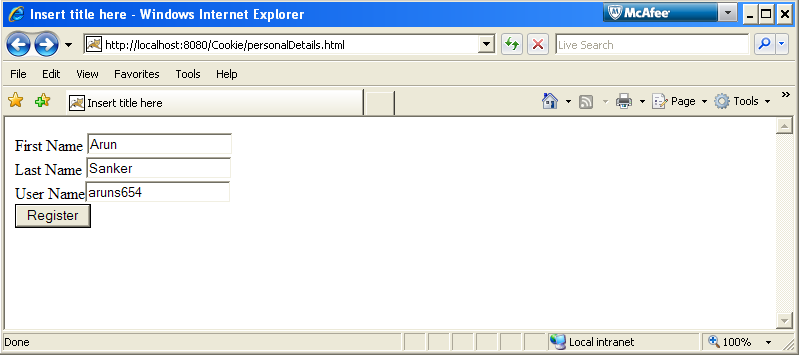 Insert title here - Windows Internet Explorer
McAfee
http://localhost:8080/Cookie/personalDetails.html
Live Search
File Edit View Favorites Tools Help
Insert title here
Page Tools »
First Name Arun
Last Name Sanker
User Name aruns654
Register
Done Local intranet 100%